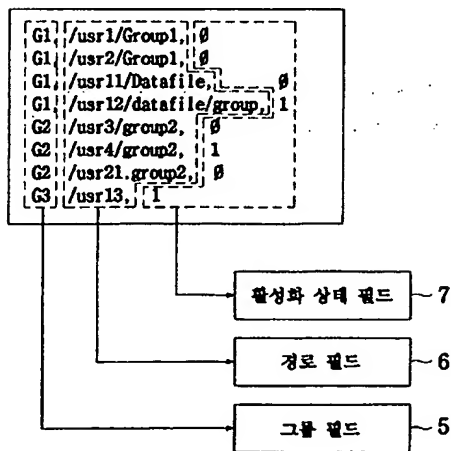 G1, /usr1/Group1, Ø
G1, /usr2/Group1, Ø
G1, /usr11/Datafile, Ø
G1, /usr12/datafile/group, 1
G2 /usr3/group2, Ø
G2 /usr4/group2, 1
G2 /usr21.group2, Ø
G3 /usr13, 1
활성화 상태 필드 7
경로 필드 6
그룹 필드 5